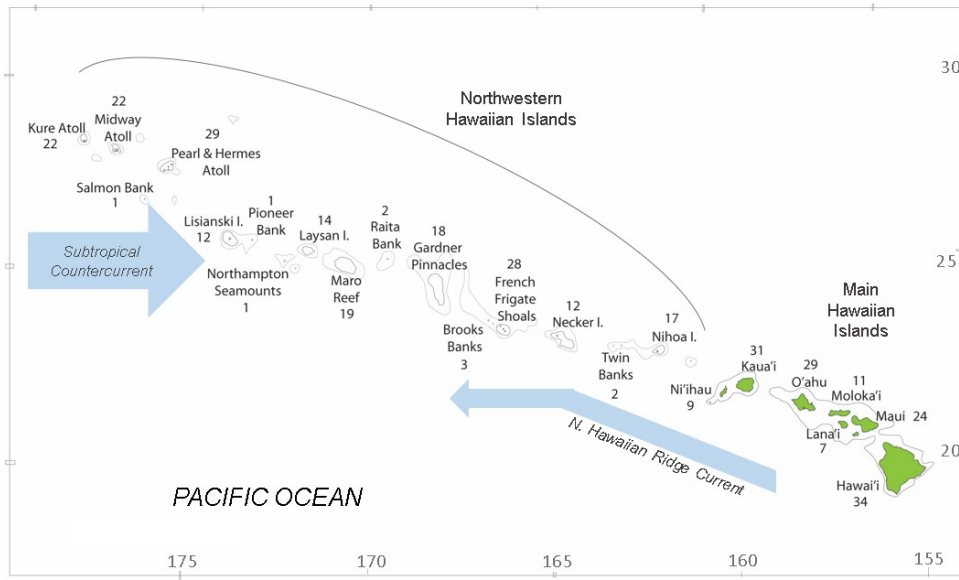 30
Northwestern
Hawaiian Islands
22
Midway
Atoll
Kure Atoll
22
29
Pearl & Hermes
Atoll
Salmon Bank
1
Subtropical
Countercurrent
Lisianski I.
12
1
Pioneer
Bank
Northampton
Seamounts
1
14
Laysan I.
Maro
Reef
19
2
Raita
Bank
18
Gardner
Pinnacles
28
French
Frigate
Shoals
Brooks
Banks
3
12
Necker I.
Twin
Banks
2
17
Nihoa I.
25°
Main
Hawaiian
Islands
31
Kaua'i
Ni'ihau
9
29
O'ahu
11
Moloka'i
Maui 24
Lana'i
7
Hawai'i
34
20
N. Hawaiian Ridge Current
PACIFIC OCEAN
175
170
165
160
155